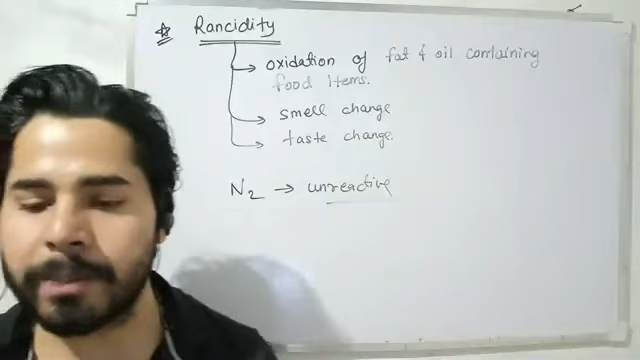 ☆ Rancidity
→ oxidation of fat & oil containing
food items.
→ smell change
→ taste change.
N2 → unreactive